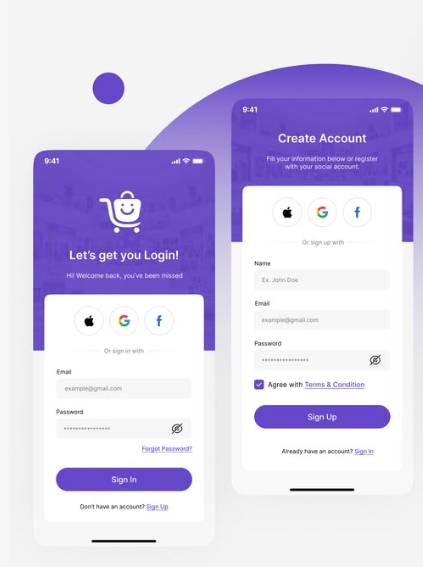 9:41
Let's get you Login!
Hi! Welcome back, you've been missed
G f
Or sign in with
Email
example@gmail.com
Password
****************
Forgot Password?
Sign In
Don't have an account? Sign Up
9:41
Create Account
Fill your information below or register
with your social account.
G f
Or sign up with
Name
Ex. John Doe
Email
example@gmail.com
Password
****************
Agree with Terms & Condition
Sign Up
Already have an account? Sign In